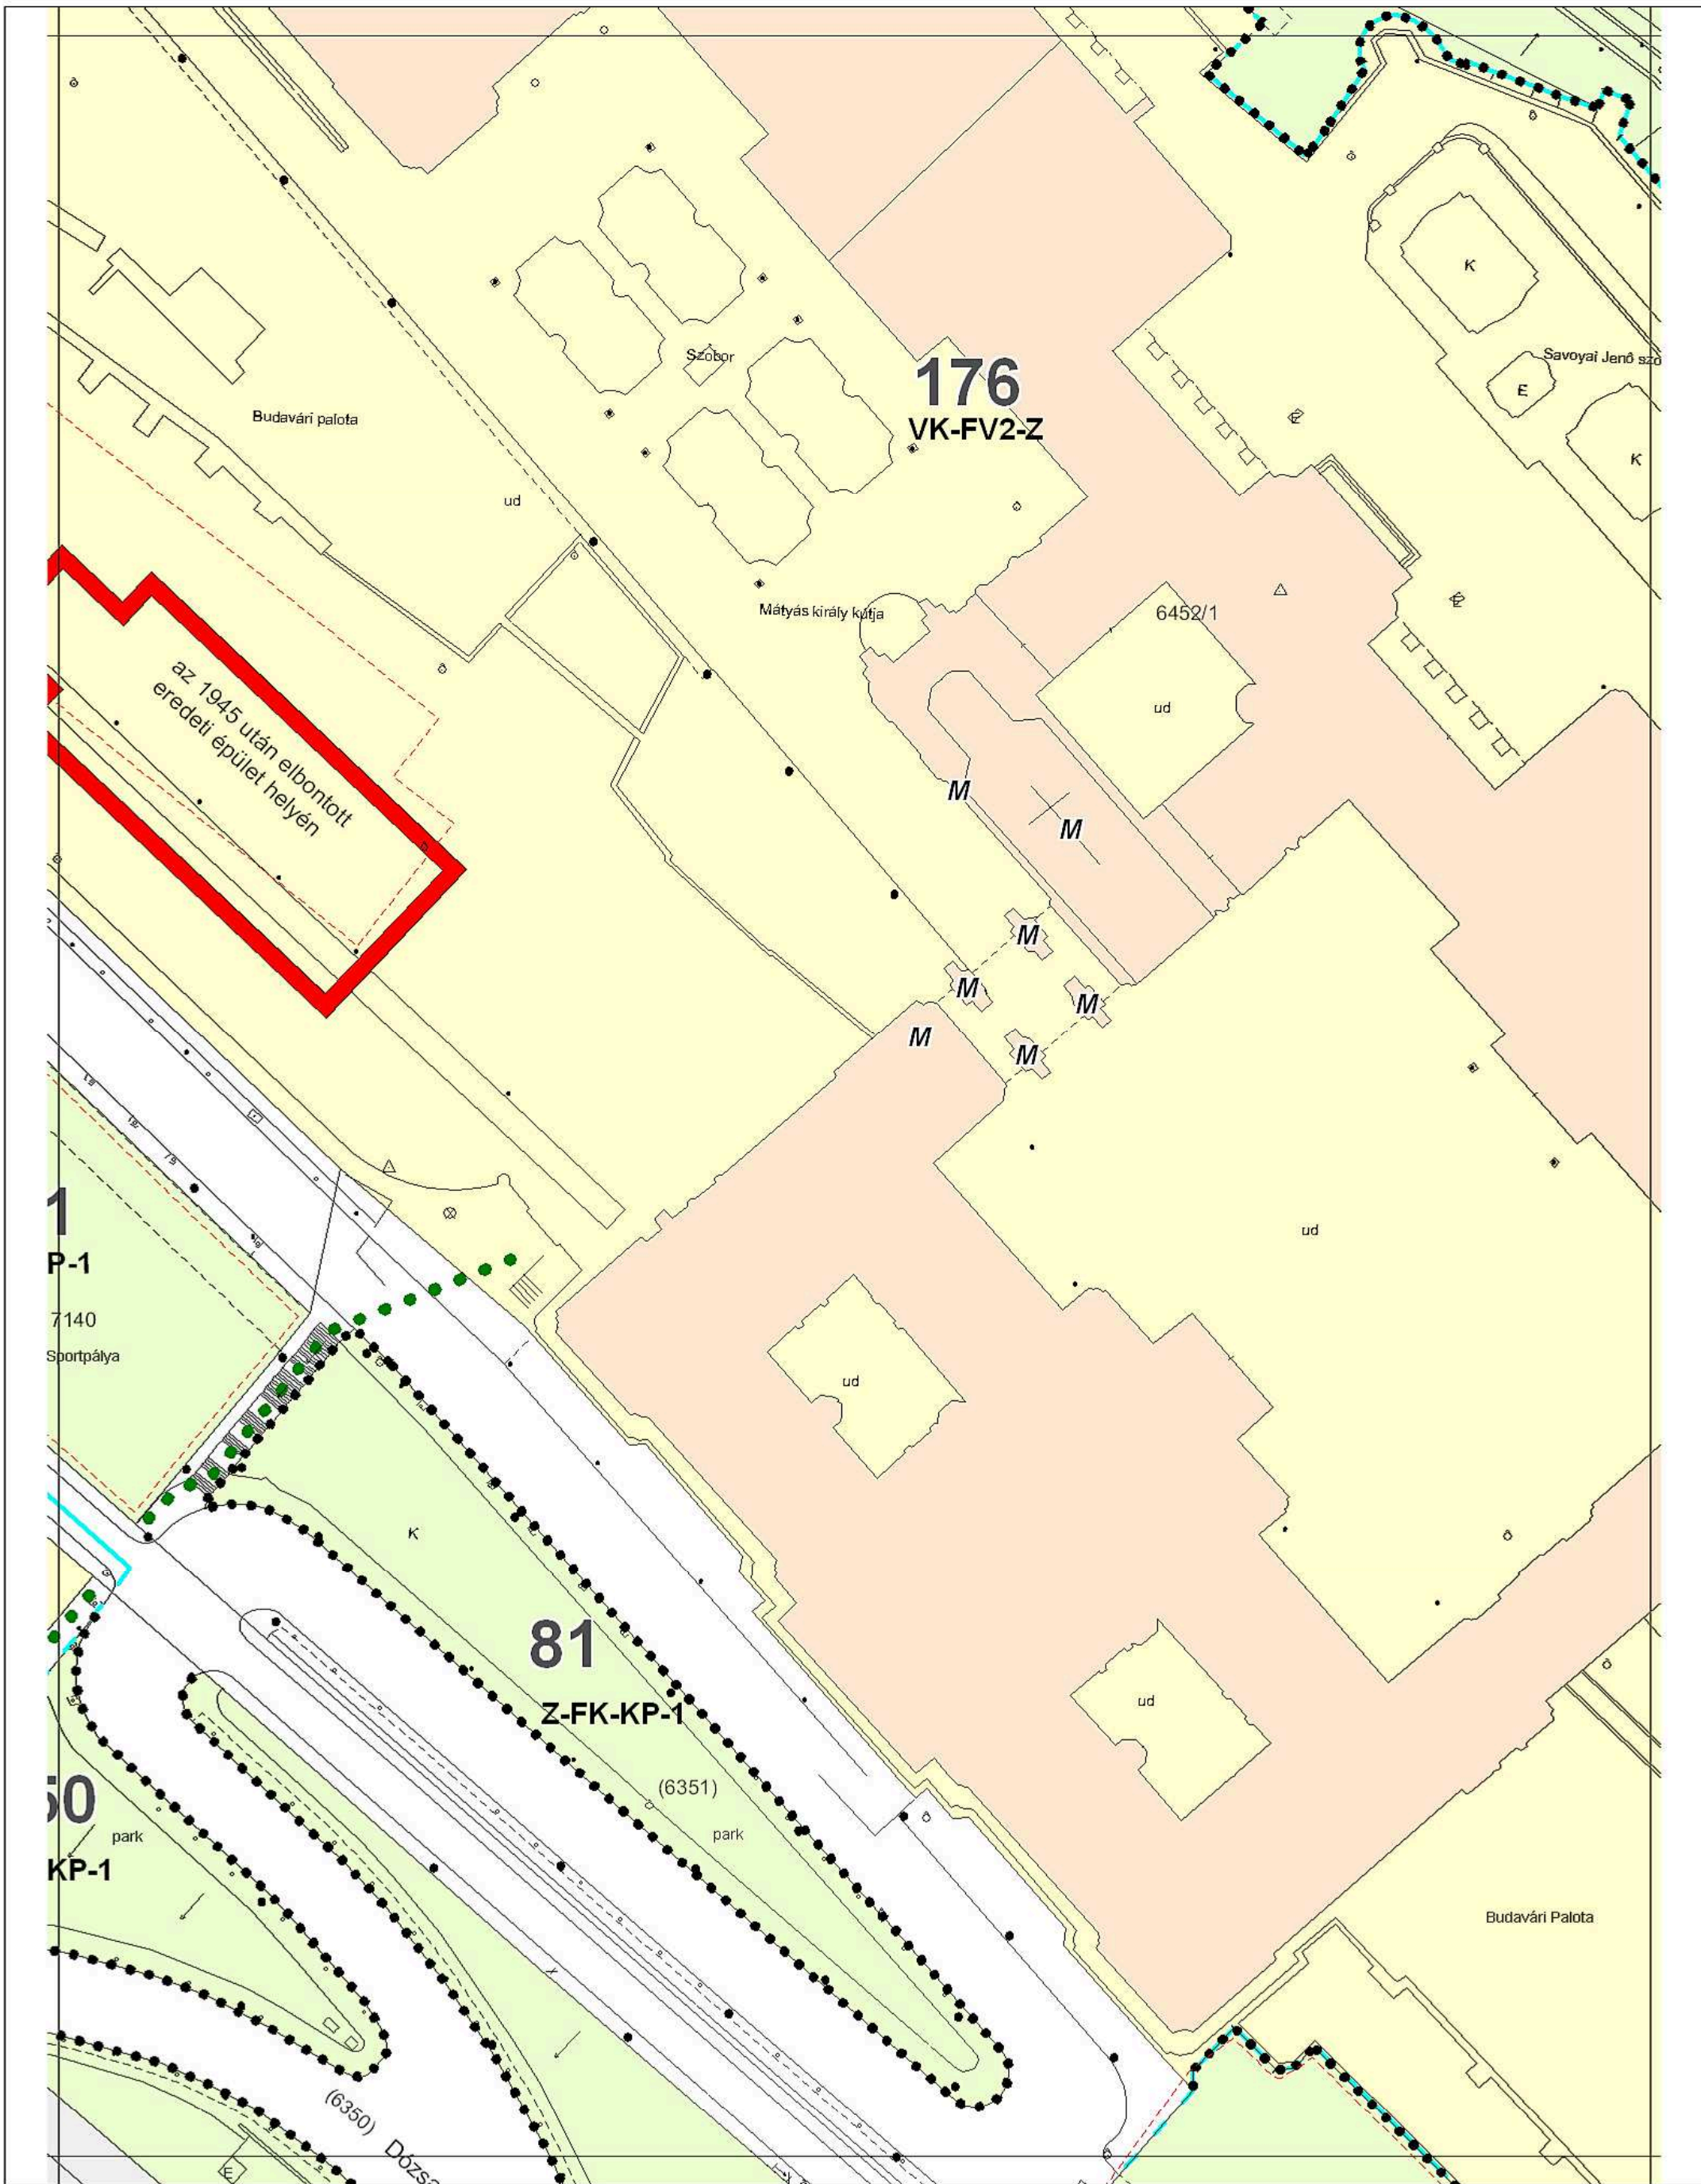 K
Szobor
176
Savoyai Jenő szo
E
Budavári palota
VK-FV2-Z
E
K
ud
E
Mátyás király kútja
6452/1
az 1945 után elbontott
eredeti épület helyén
ud
M
M
M
M
M
M
M
1
P-1
ud
7140
Sportpálya
ud
K
81
ud
Z-FK-KP-1
(6351)
50
park
park
KP-1
Budavári Palota
(6350) Dózsa
E